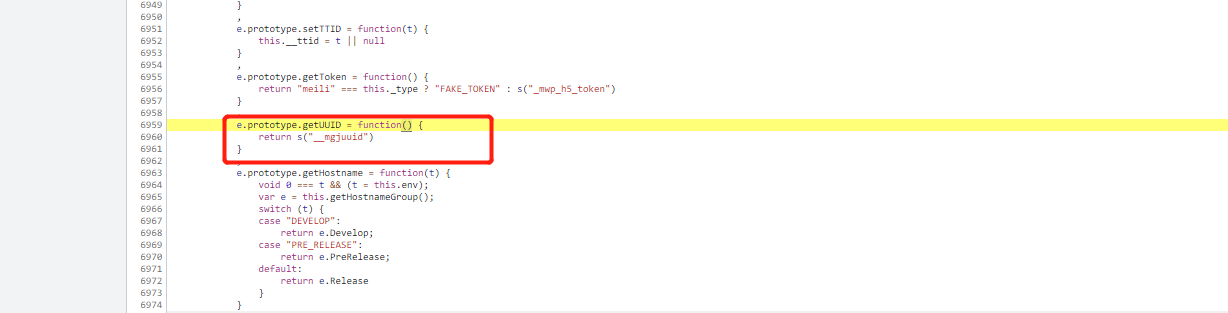 6949 }
6950 ,
6951 e.prototype.setTTID = function(t) {
6952 this.__ttid = t || null
6953 }
6954 ,
6955 e.prototype.getToken = function() {
6956 return "meili" === this._type ? "FAKE_TOKEN" : s("_mwp_h5_token")
6957 }
6958
6959 e.prototype.getUUID = function() {
6960 return s("__mgjuuid")
6961 }
6962
6963 e.prototype.getHostname = function(t) {
6964 void 0 === t && (t = this.env);
6965 var e = this.getHostnameGroup();
6966 switch (t) {
6967 case "DEVELOP":
6968 return e.Develop;
6969 case "PRE_RELEASE":
6970 return e.PreRelease;
6971 default:
6972 return e.Release
6973 }
6974 }